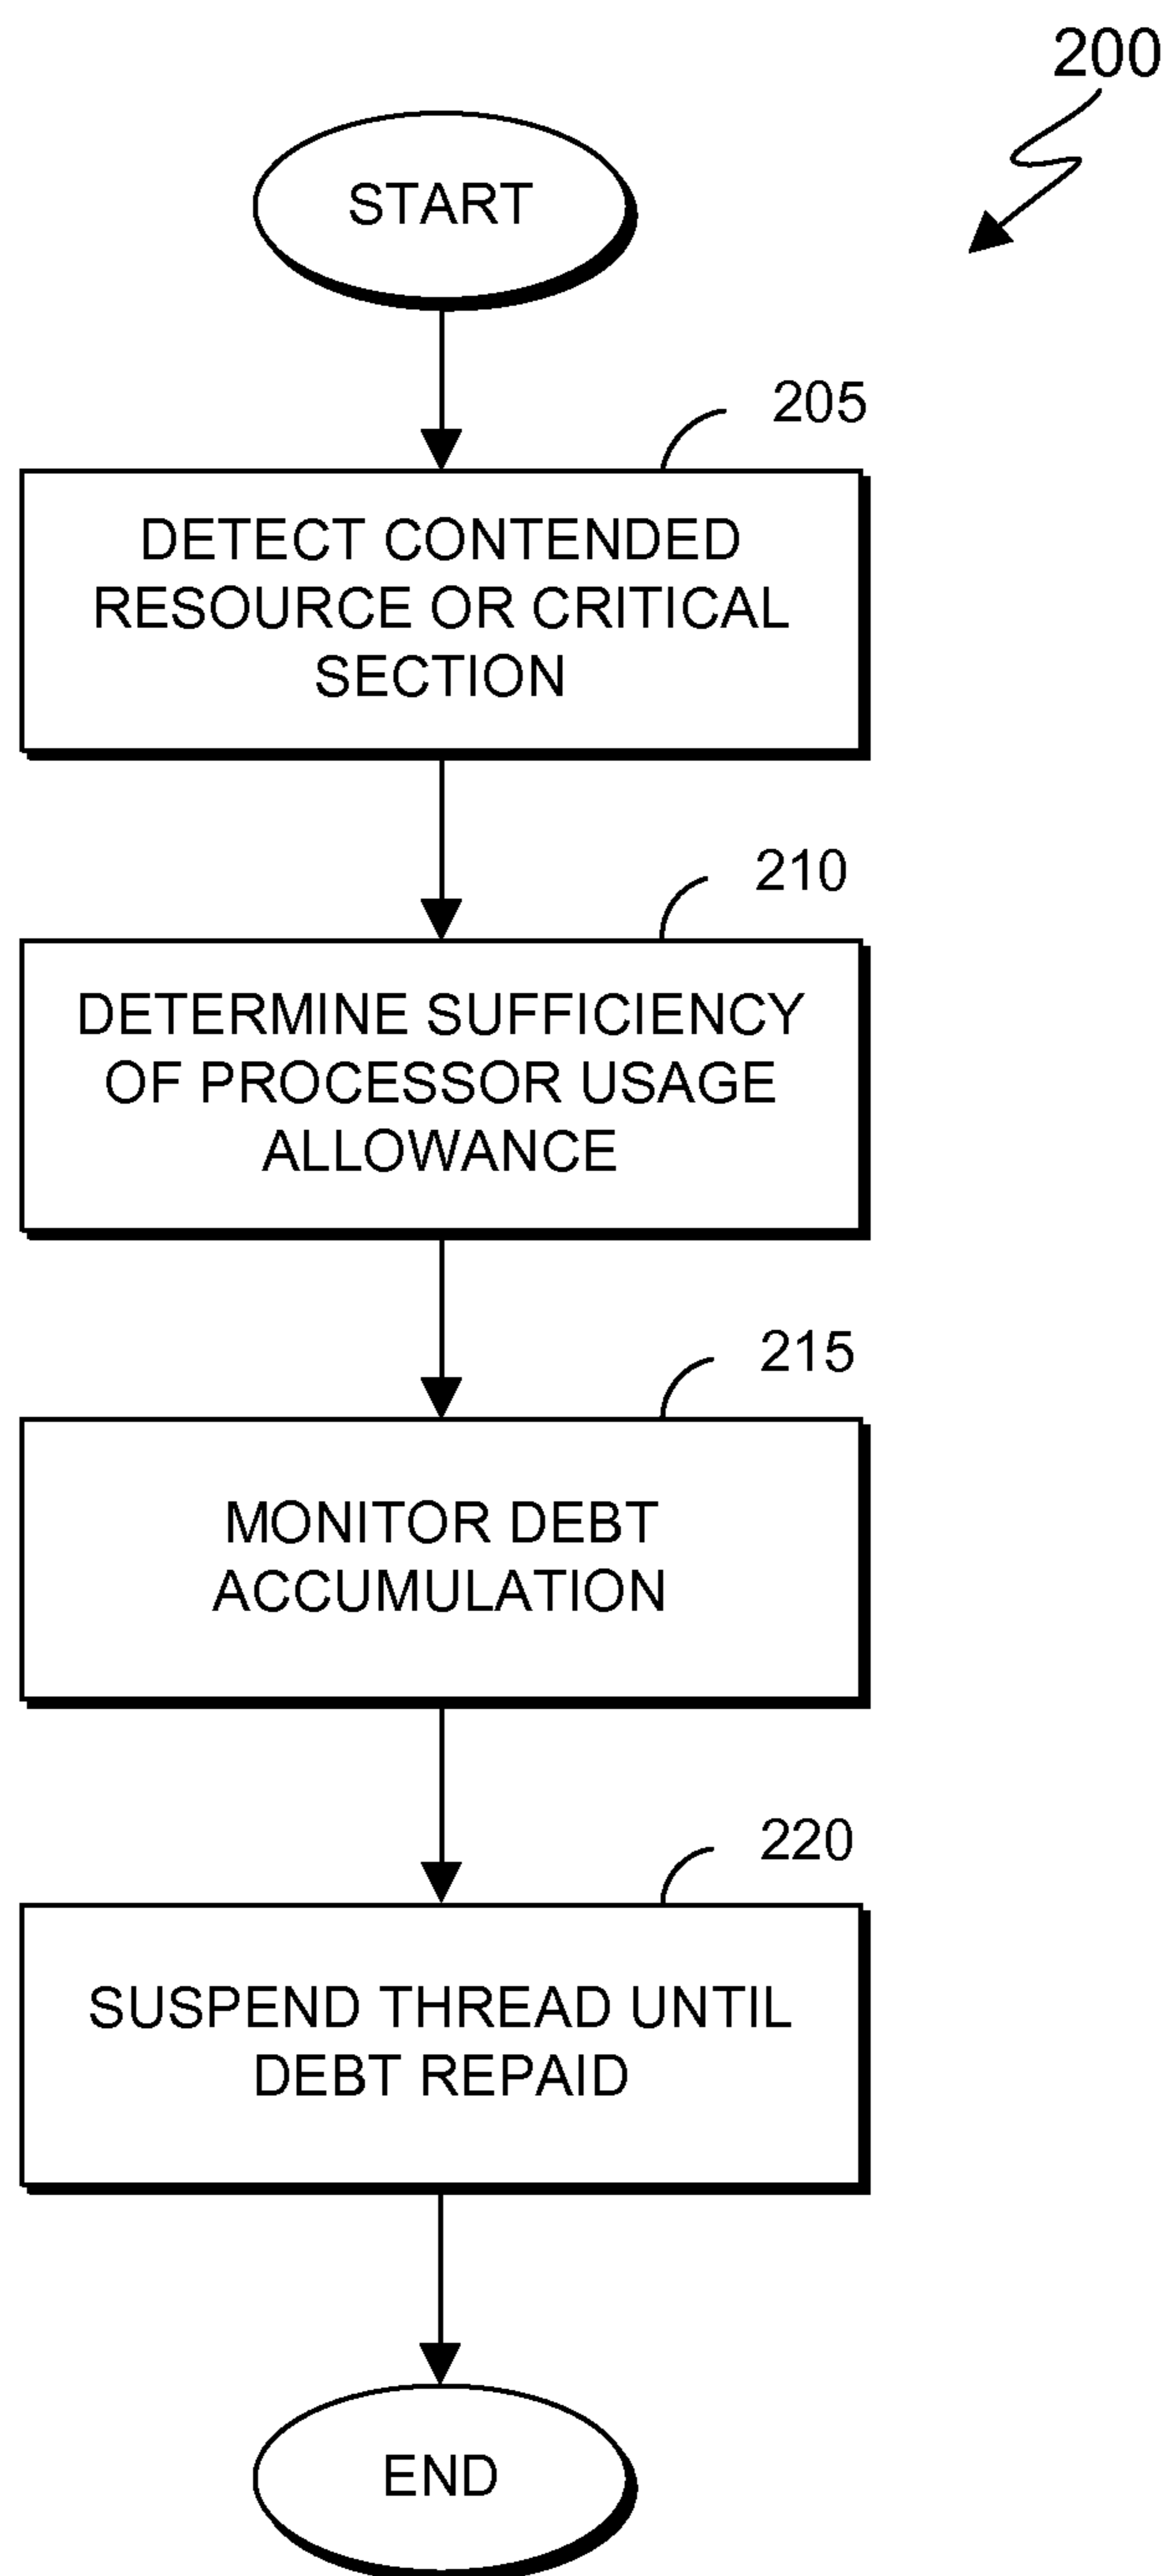 200
START
205
DETECT CONTENDED
RESOURCE OR CRITICAL
SECTION
210
DETERMINE SUFFICIENCY
OF PROCESSOR USAGE
ALLOWANCE
215
MONITOR DEBT
ACCUMULATION
220
SUSPEND THREAD UNTIL
DEBT REPAID
END